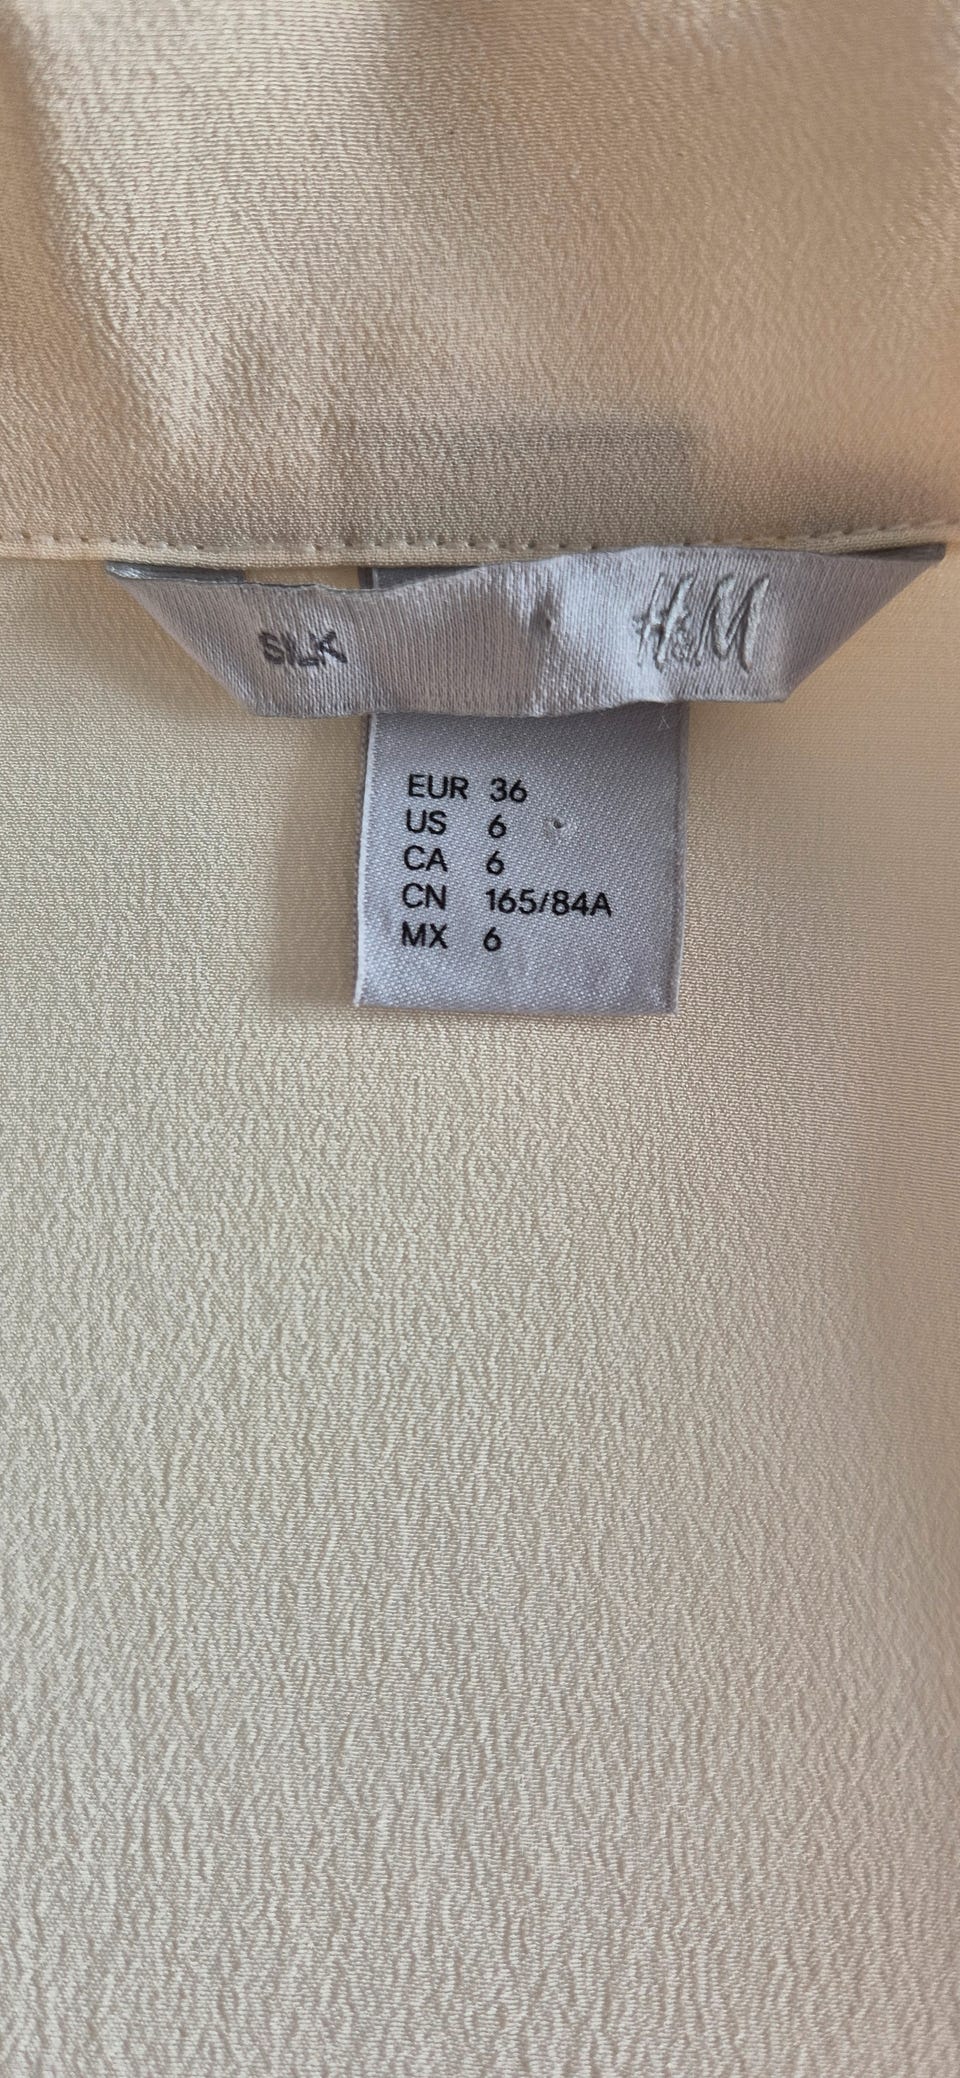 SILK H&M
EUR 36
US 6
CA 6
CN 165/84A
MX 6